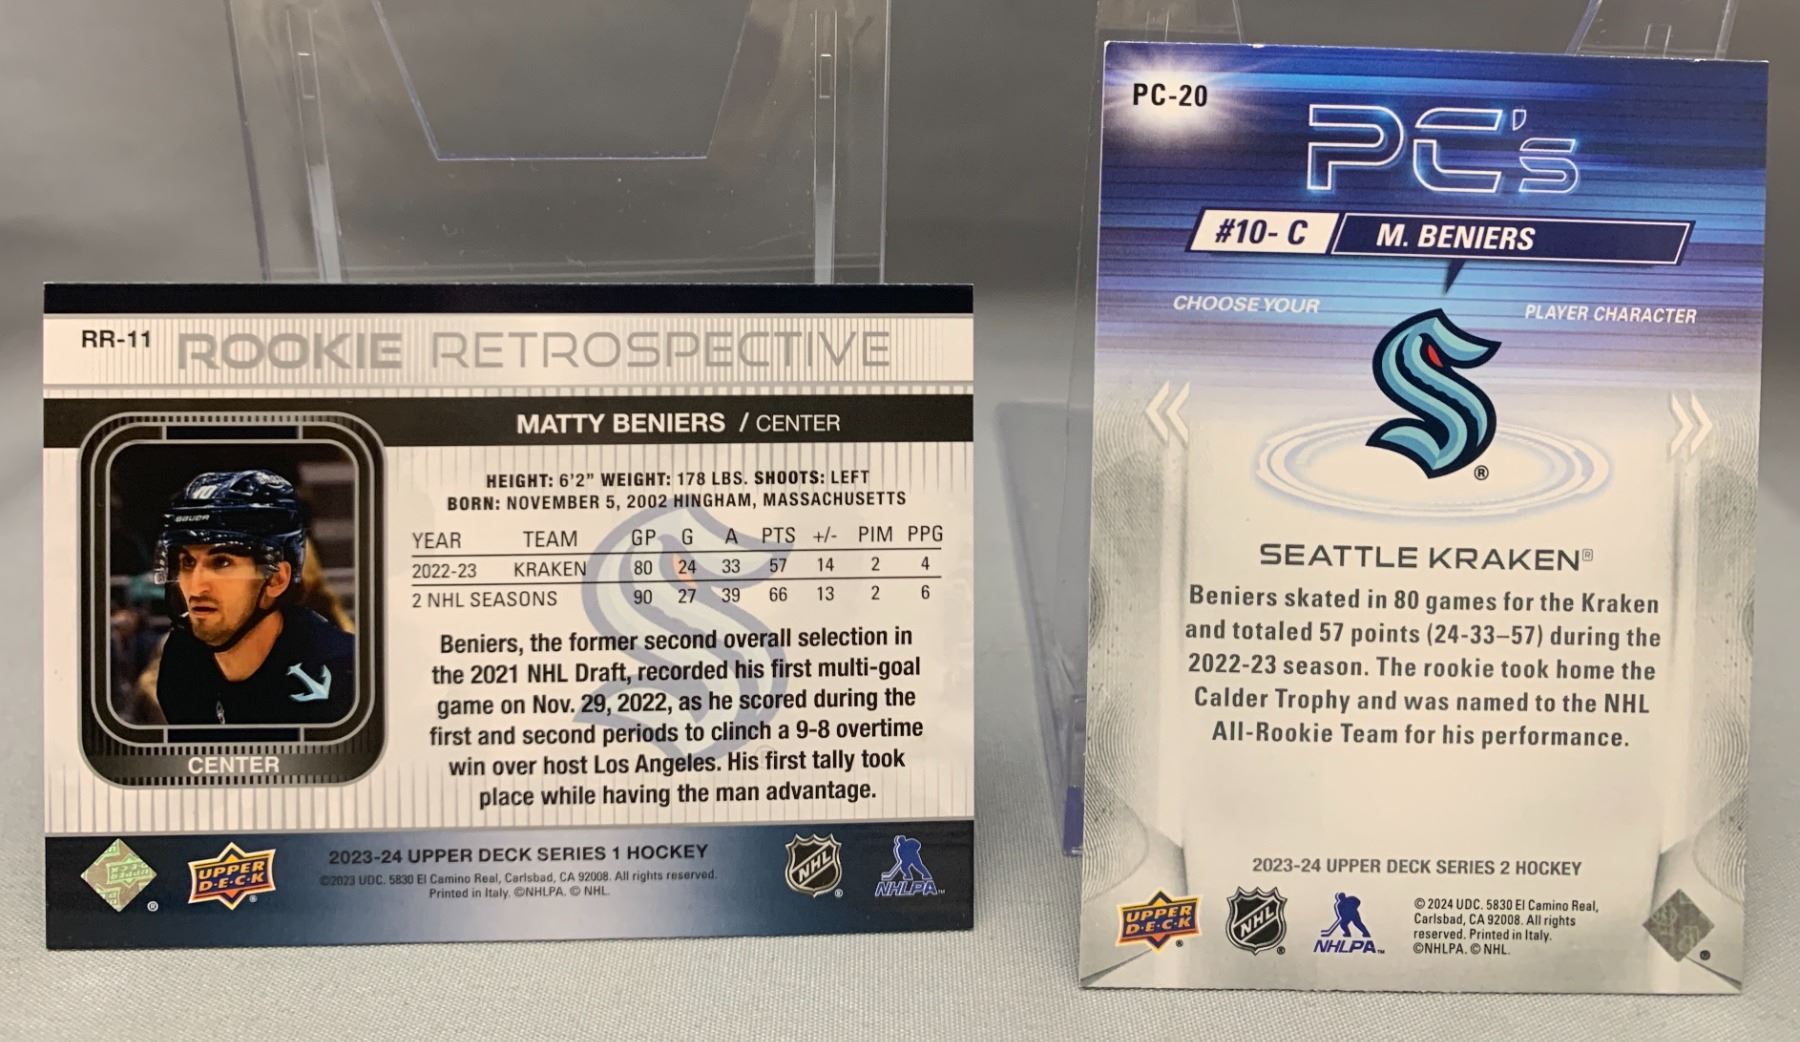 RR-11
ROOKIE RETROSPECTIVE
MATTY BENIERS / CENTER
HEIGHT: 6'2" WEIGHT: 178 LBS. SHOOTS: LEFT
BORN: NOVEMBER 5, 2002 HINGHAM, MASSACHUSETTS
YEAR TEAM GP G A PTS +/- PIM PPG
2022-23 KRAKEN 80 24 33 57 14 2 4
2 NHL SEASONS 90 27 39 66 13 2 6
10
BAUER
CENTER
Beniers, the former second overall selection in
the 2021 NHL Draft, recorded his first multi-goal
game on Nov. 29, 2022, as he scored during the
first and second periods to clinch a 9-8 overtime
win over host Los Angeles. His first tally took
place while having the man advantage.
UPPER
D·E·C·K
2023-24 UPPER DECK SERIES 1 HOCKEY
©2023 UDC. 5830 El Camino Real, Carlsbad, CA 92008. All rights reserved.
Printed in Italy. ©NHLPA. © NHL.
NHL
NHLPA™
PC-20
PC's
#10- C M. BENIERS
CHOOSE YOUR PLAYER CHARACTER
®
SEATTLE KRAKEN®
Beniers skated in 80 games for the Kraken
and totaled 57 points (24-33–57) during the
2022-23 season. The rookie took home the
Calder Trophy and was named to the NHL
All-Rookie Team for his performance.
2023-24 UPPER DECK SERIES 2 HOCKEY
UPPER
D·E·C·K
NHL
NHLPA™
© 2024 UDC. 5830 El Camino Real,
Carlsbad, CA 92008. All rights
reserved. Printed in Italy.
©NHLPA. © NHL.